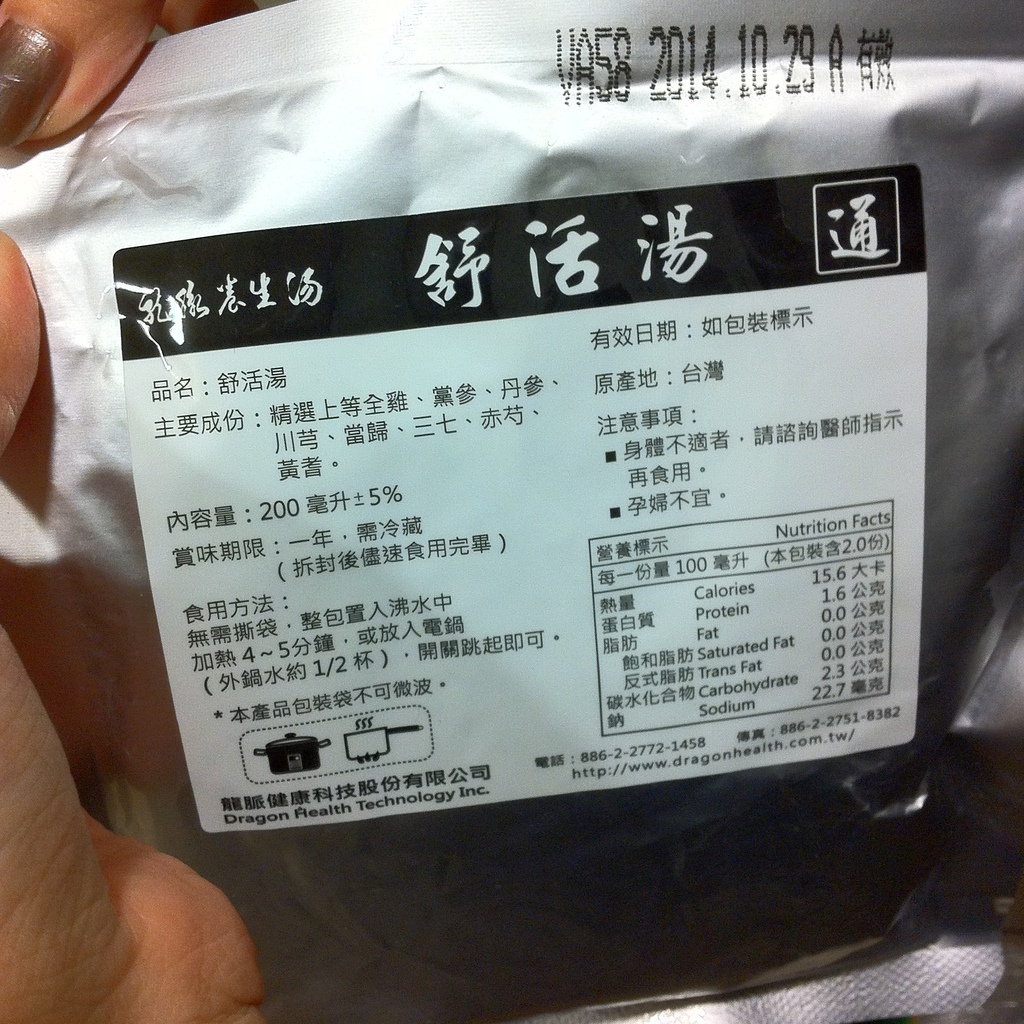 VA58 2014.10.29 A 有效
龍脈養生湯 舒活湯 通
品名：舒活湯
主要成份：精選上等全雞、黨參、丹參、
川芎、當歸、三七、赤芍、
黃耆。
內容量：200 毫升±5%
賞味期限：一年，需冷藏
（拆封後儘速食用完畢）
食用方法：
無需撕袋，整包置入沸水中
加熱 4～5分鐘，或放入電鍋
（外鍋水約 1/2 杯），開關跳起即可。
* 本產品包裝袋不可微波。
龍脈健康科技股份有限公司
Dragon Health Technology Inc.
有效日期：如包裝標示
原產地：台灣
注意事項：
■ 身體不適者，請諮詢醫師指示
再食用。
■ 孕婦不宜。
營養標示 Nutrition Facts
每一份量 100 毫升 (本包裝含2.0份)
熱量 Calories 15.6 大卡
蛋白質 Protein 1.6 公克
脂肪 Fat 0.0 公克
飽和脂肪 Saturated Fat 0.0 公克
反式脂肪 Trans Fat 0.0 公克
碳水化合物 Carbohydrate 2.3 公克
鈉 Sodium 22.7 毫克
電話：886-2-2772-1458 傳真：886-2-2751-8382
http://www.dragonhealth.com.tw/